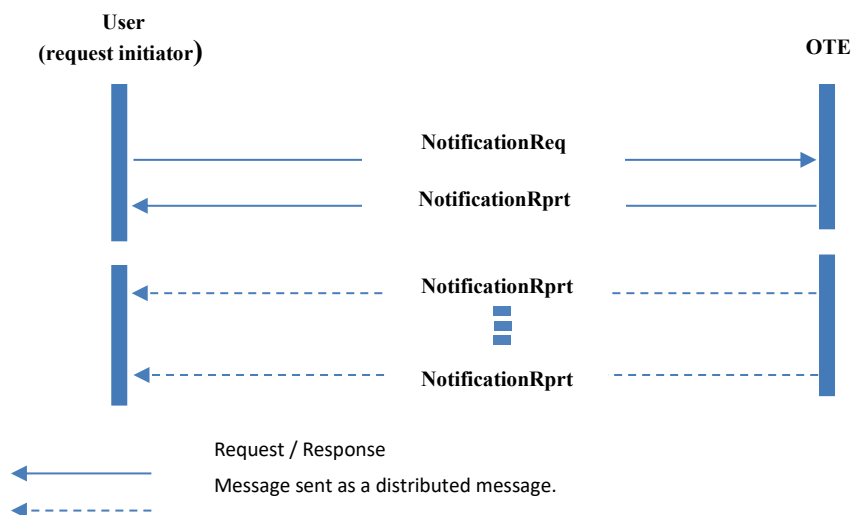 User
(request initiator)
OTE
NotificationReq
NotificationRprt
NotificationRprt
NotificationRprt
Request / Response
Message sent as a distributed message.